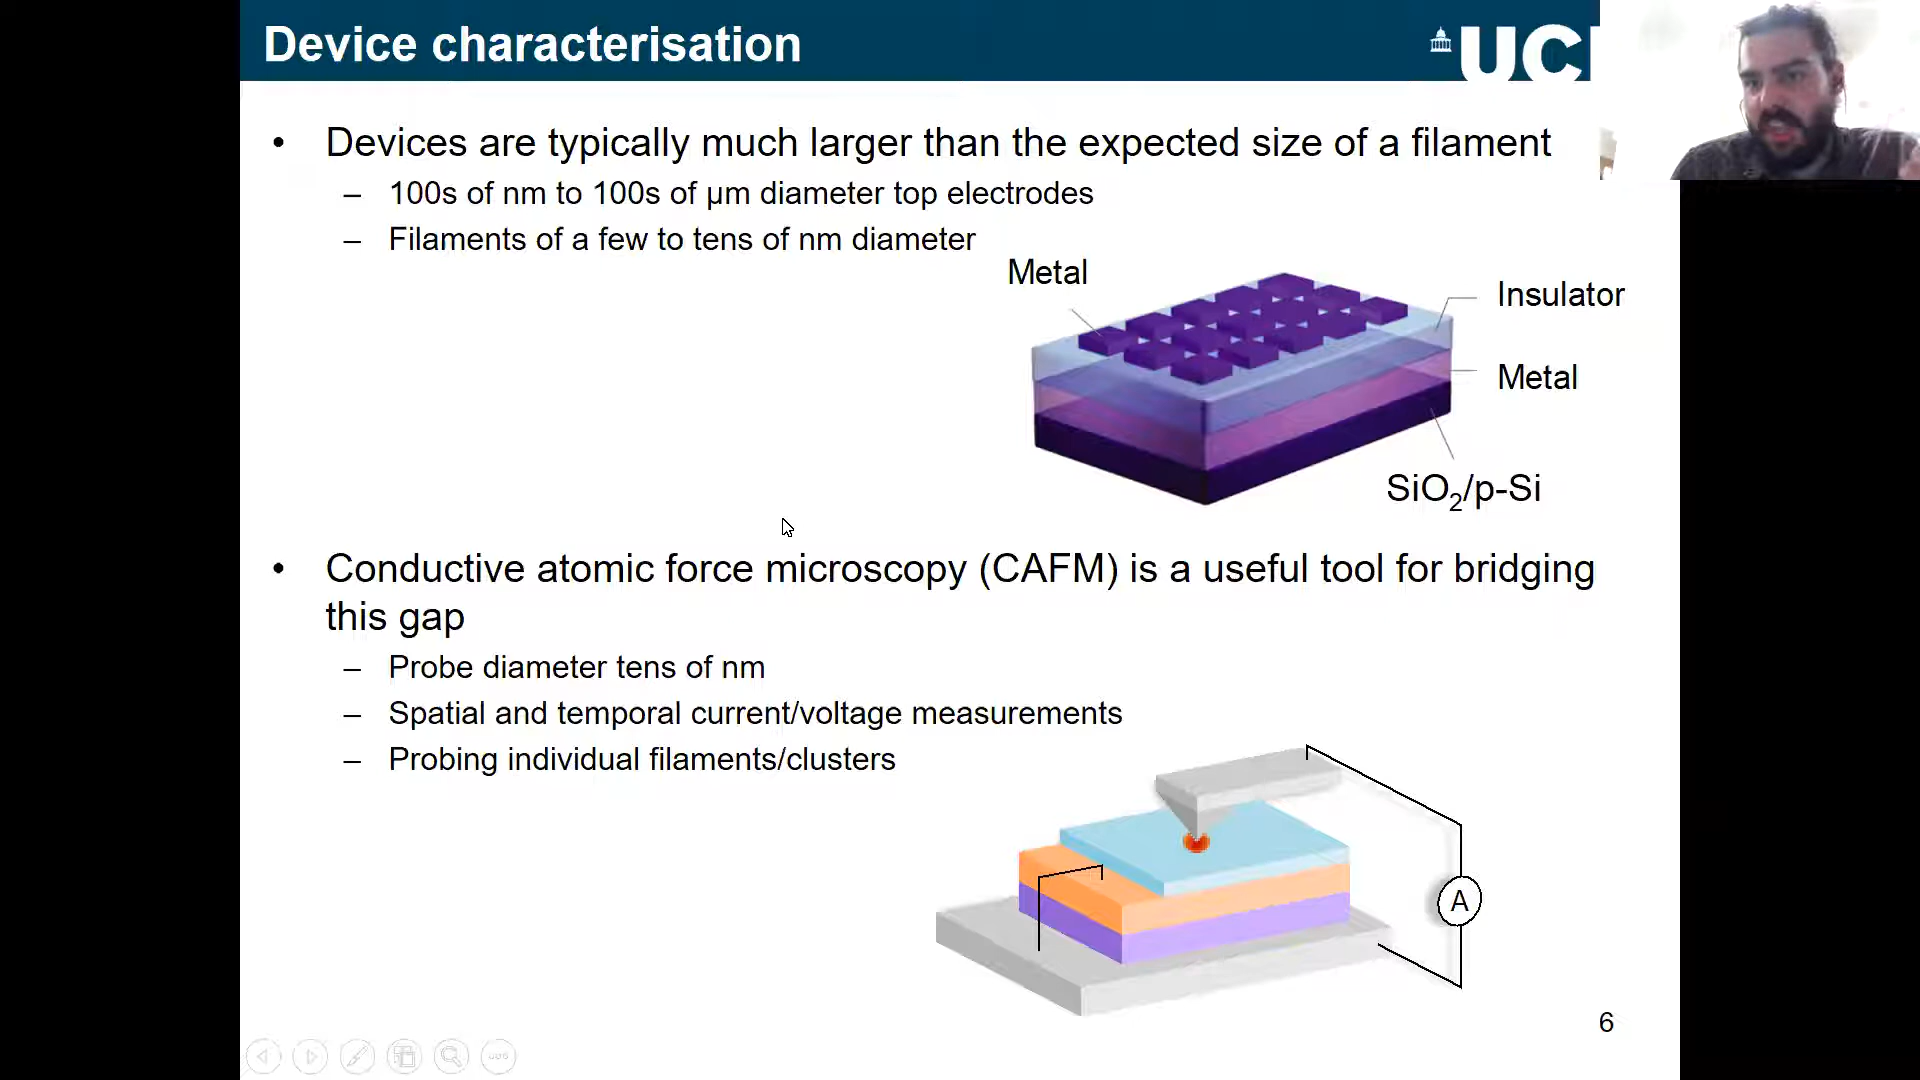 Device characterisation
UCL
• Devices are typically much larger than the expected size of a filament
– 100s of nm to 100s of µm diameter top electrodes
– Filaments of a few to tens of nm diameter
Metal
Insulator
Metal
SiO2/p-Si
• Conductive atomic force microscopy (CAFM) is a useful tool for bridging
this gap
– Probe diameter tens of nm
– Spatial and temporal current/voltage measurements
– Probing individual filaments/clusters
A
6